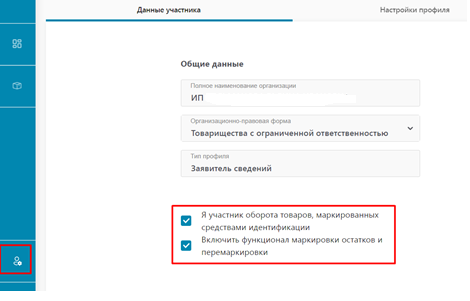 Данные участника
Настройки профиля
Общие данные
Полное наименование организации
ИП
Организационно-правовая форма
Товарищества с ограниченной ответственностью
Тип профиля
Заявитель сведений
Я участник оборота товаров, маркированных
средствами идентификации
Включить функционал маркировки остатков и
перемаркировки